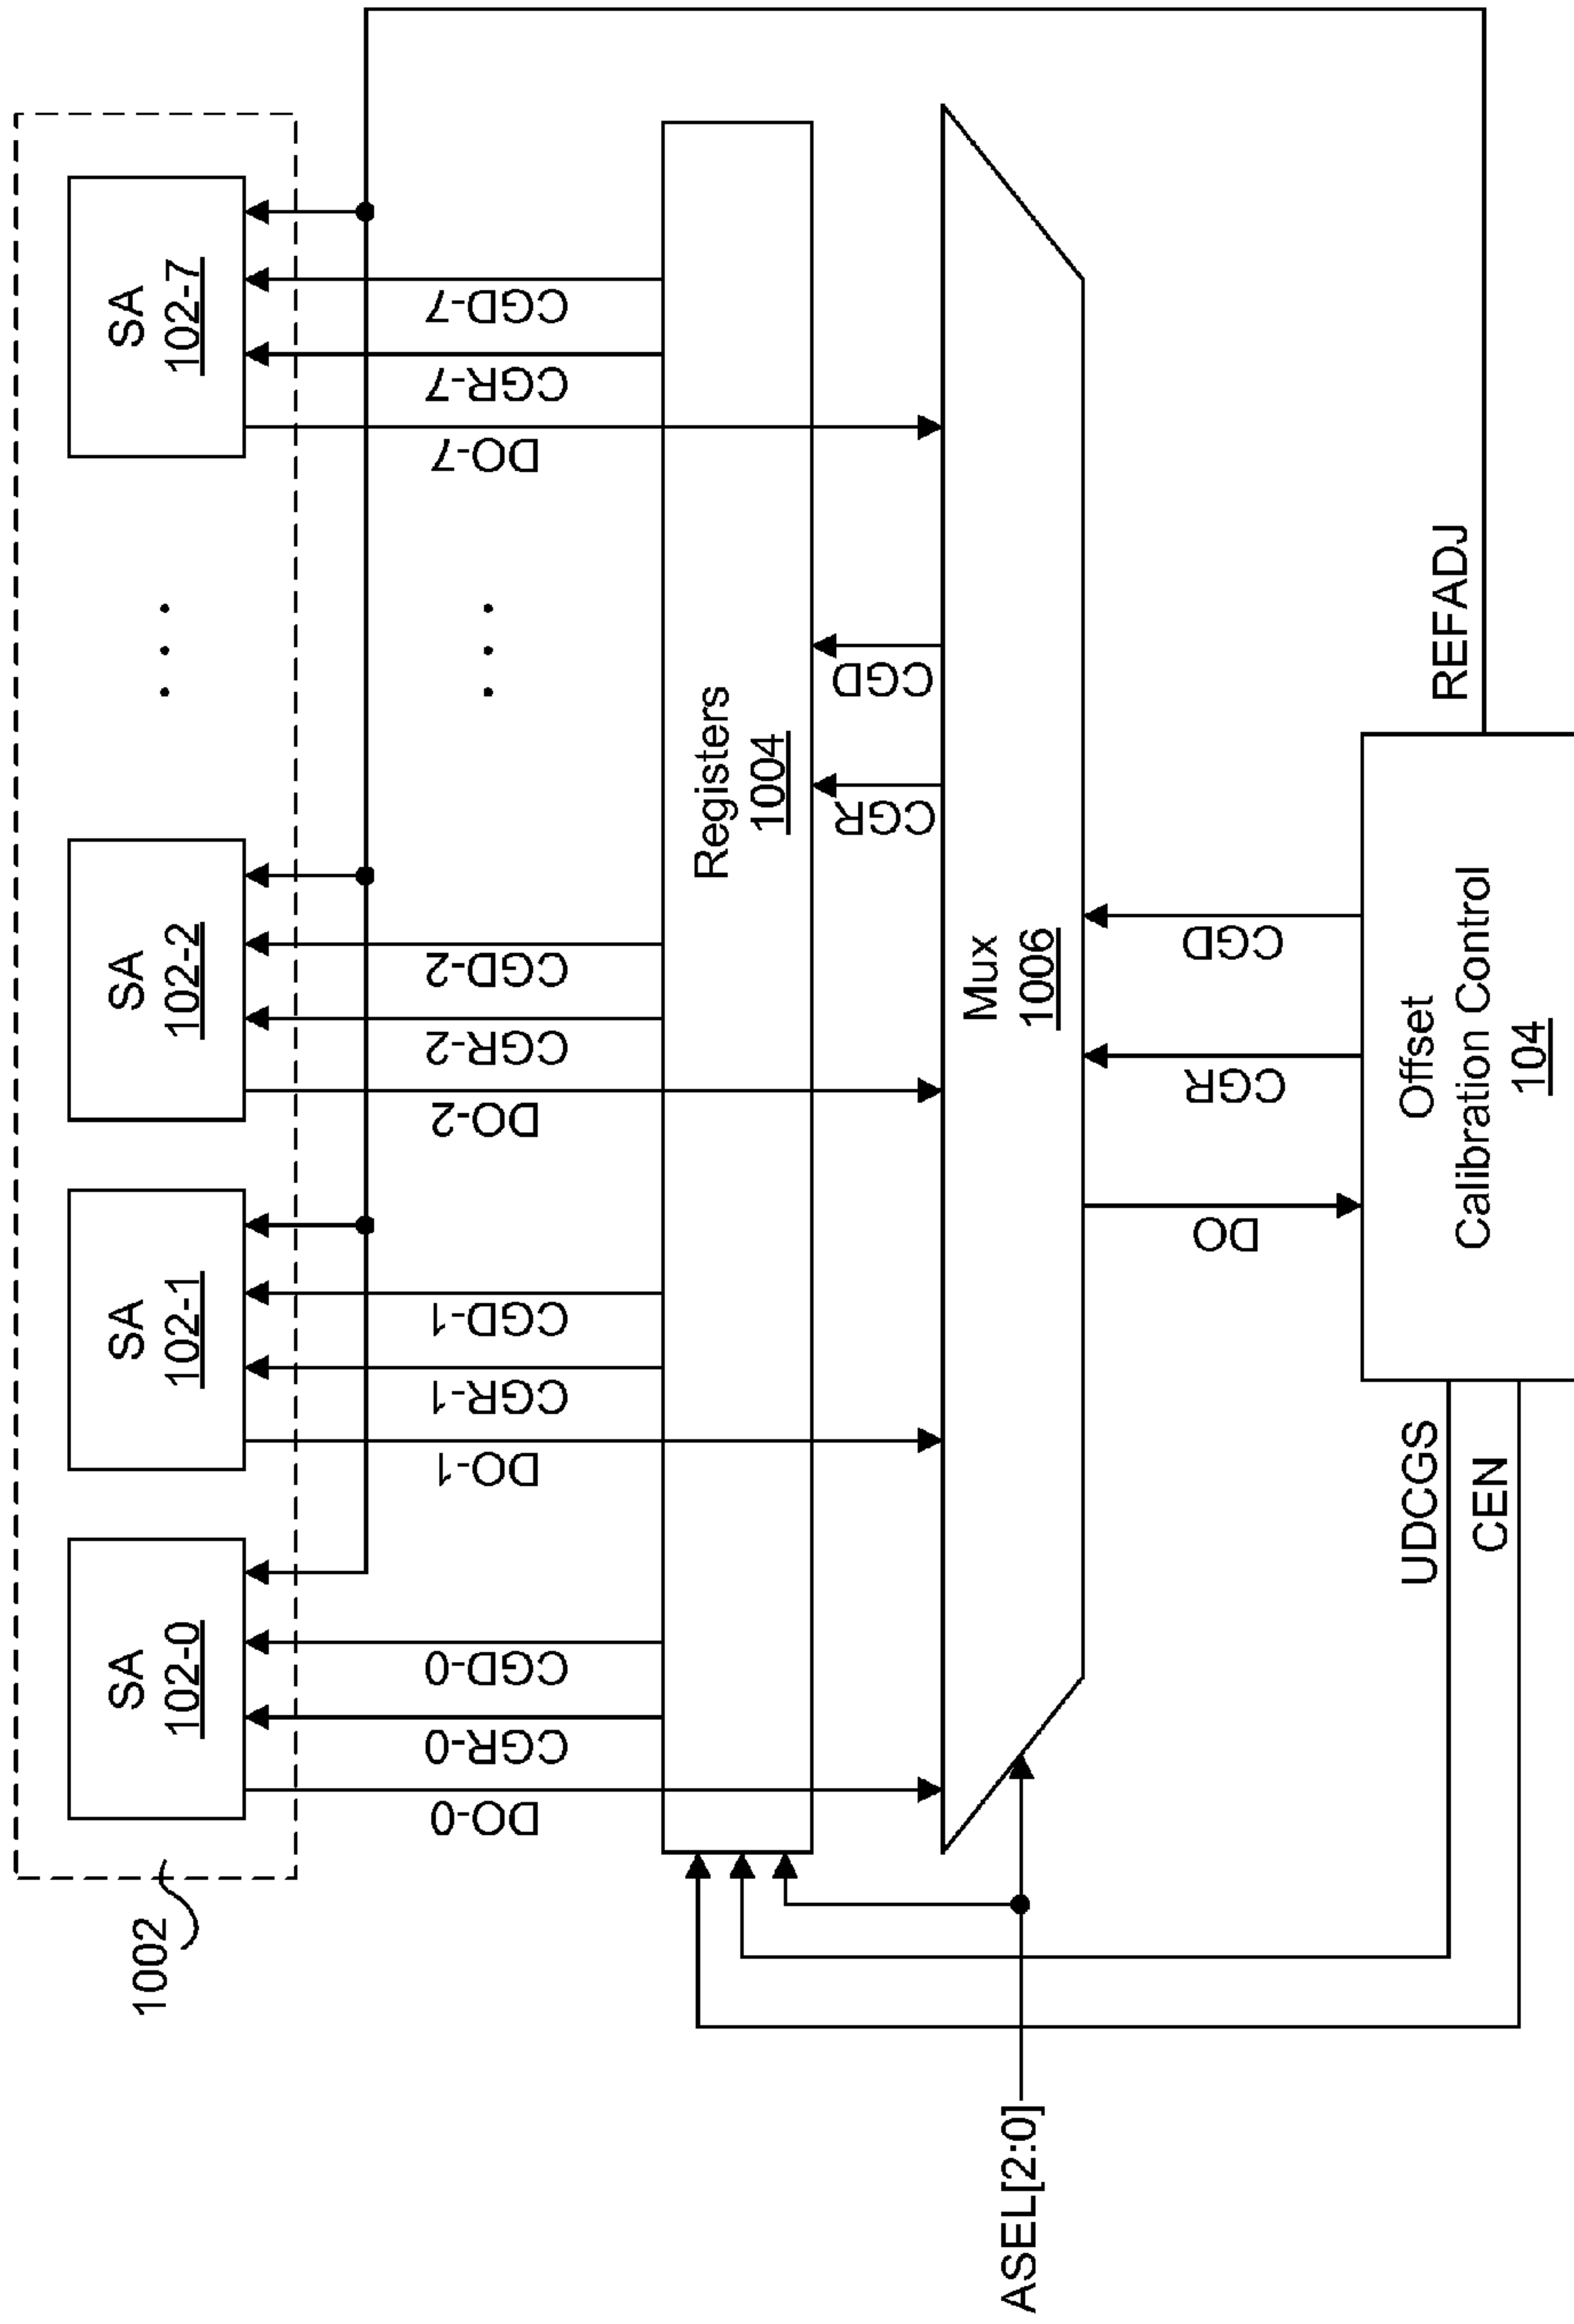 1002
SA
102-0
SA
102-1
SA
102-2
. . .
SA
102-7
DO-0
CGR-0
CGD-0
DO-1
CGR-1
CGD-1
DO-2
CGR-2
CGD-2
. . .
DO-7
CGR-7
CGD-7
Registers
1004
CGR
CGD
ASEL[2:0]
Mux
1006
DO
CGR
CGD
UDCGS
CEN
Offset
Calibration Control
104
REFADJ